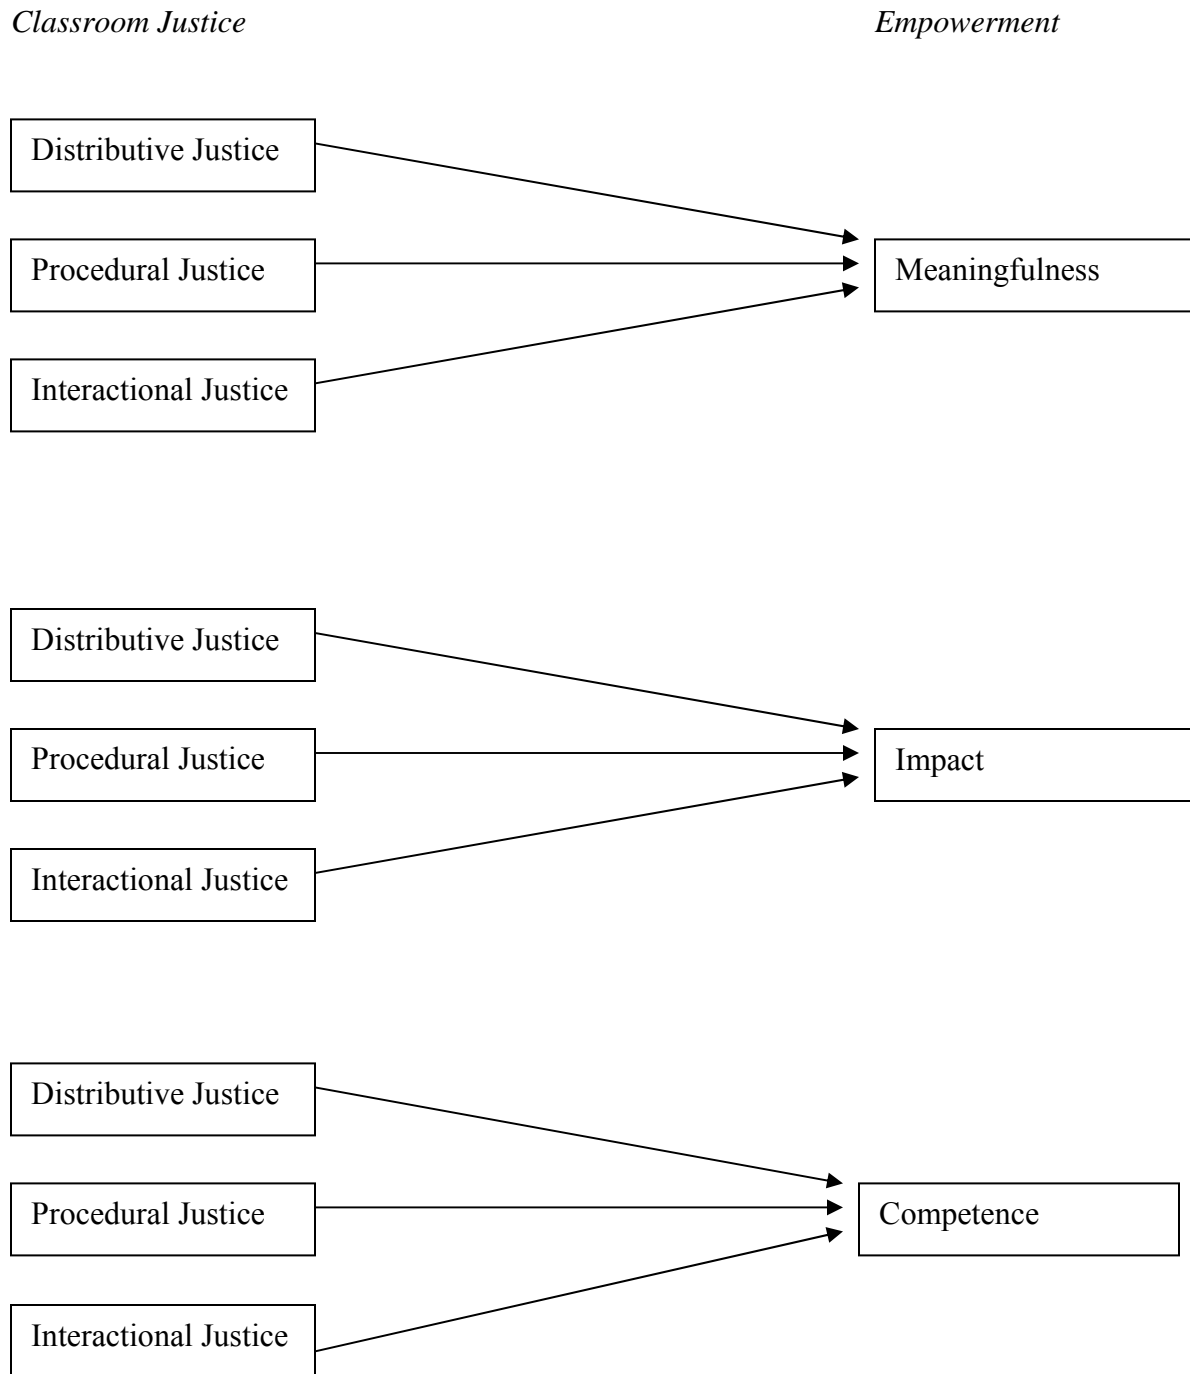 Classroom Justice
Empowerment
Distributive Justice
Procedural Justice
Meaningfulness
Interactional Justice
Distributive Justice
Procedural Justice
Impact
Interactional Justice
Distributive Justice
Procedural Justice
Competence
Interactional Justice